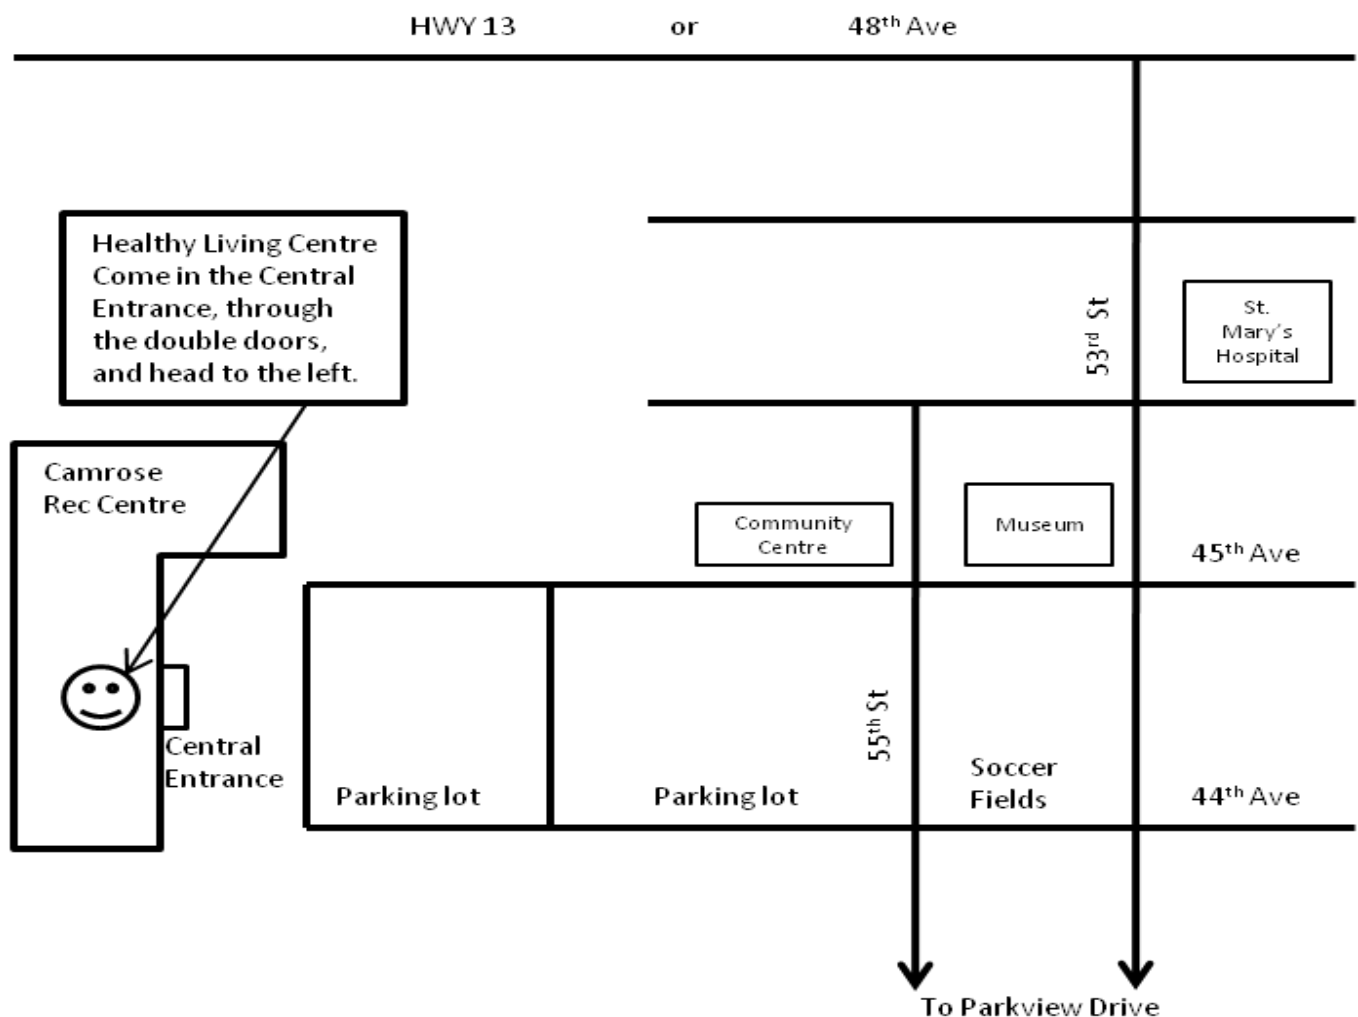 HWY 13 or 48th Ave
Healthy Living Centre
Come in the Central
Entrance, through
the double doors,
and head to the left.
53rd St
St.
Mary's
Hospital
Camrose
Rec Centre
Community
Centre
Museum
45th Ave
Central
Entrance
Parking lot
Parking lot
55th St
Soccer
Fields
44th Ave
To Parkview Drive